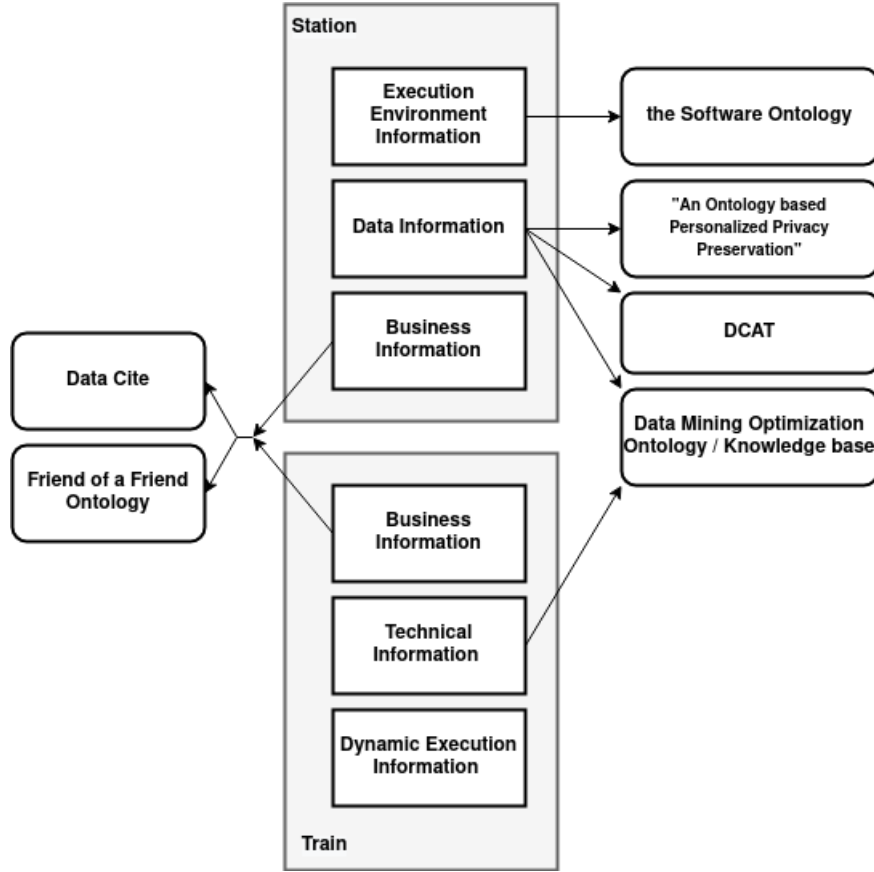 Station
Execution
Environment
Information
the Software Ontology
Data Information
"An Ontology based
Personalized Privacy
Preservation"
Business
Information
DCAT
Data Cite
Data Mining Optimization
Ontology / Knowledge base
Friend of a Friend
Ontology
Business
Information
Technical
Information
Dynamic Execution
Information
Train